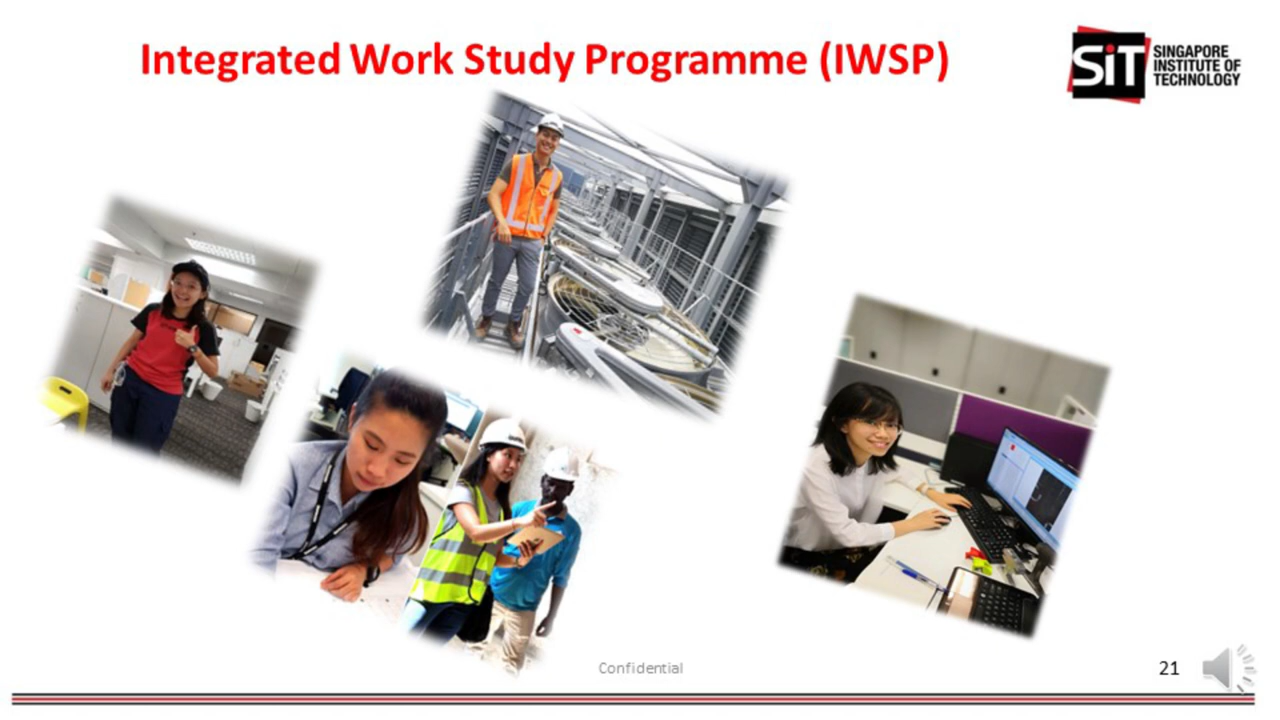 Integrated Work Study Programme (IWSP)
SiT
SINGAPORE
INSTITUTE OF
TECHNOLOGY
Confidential
21